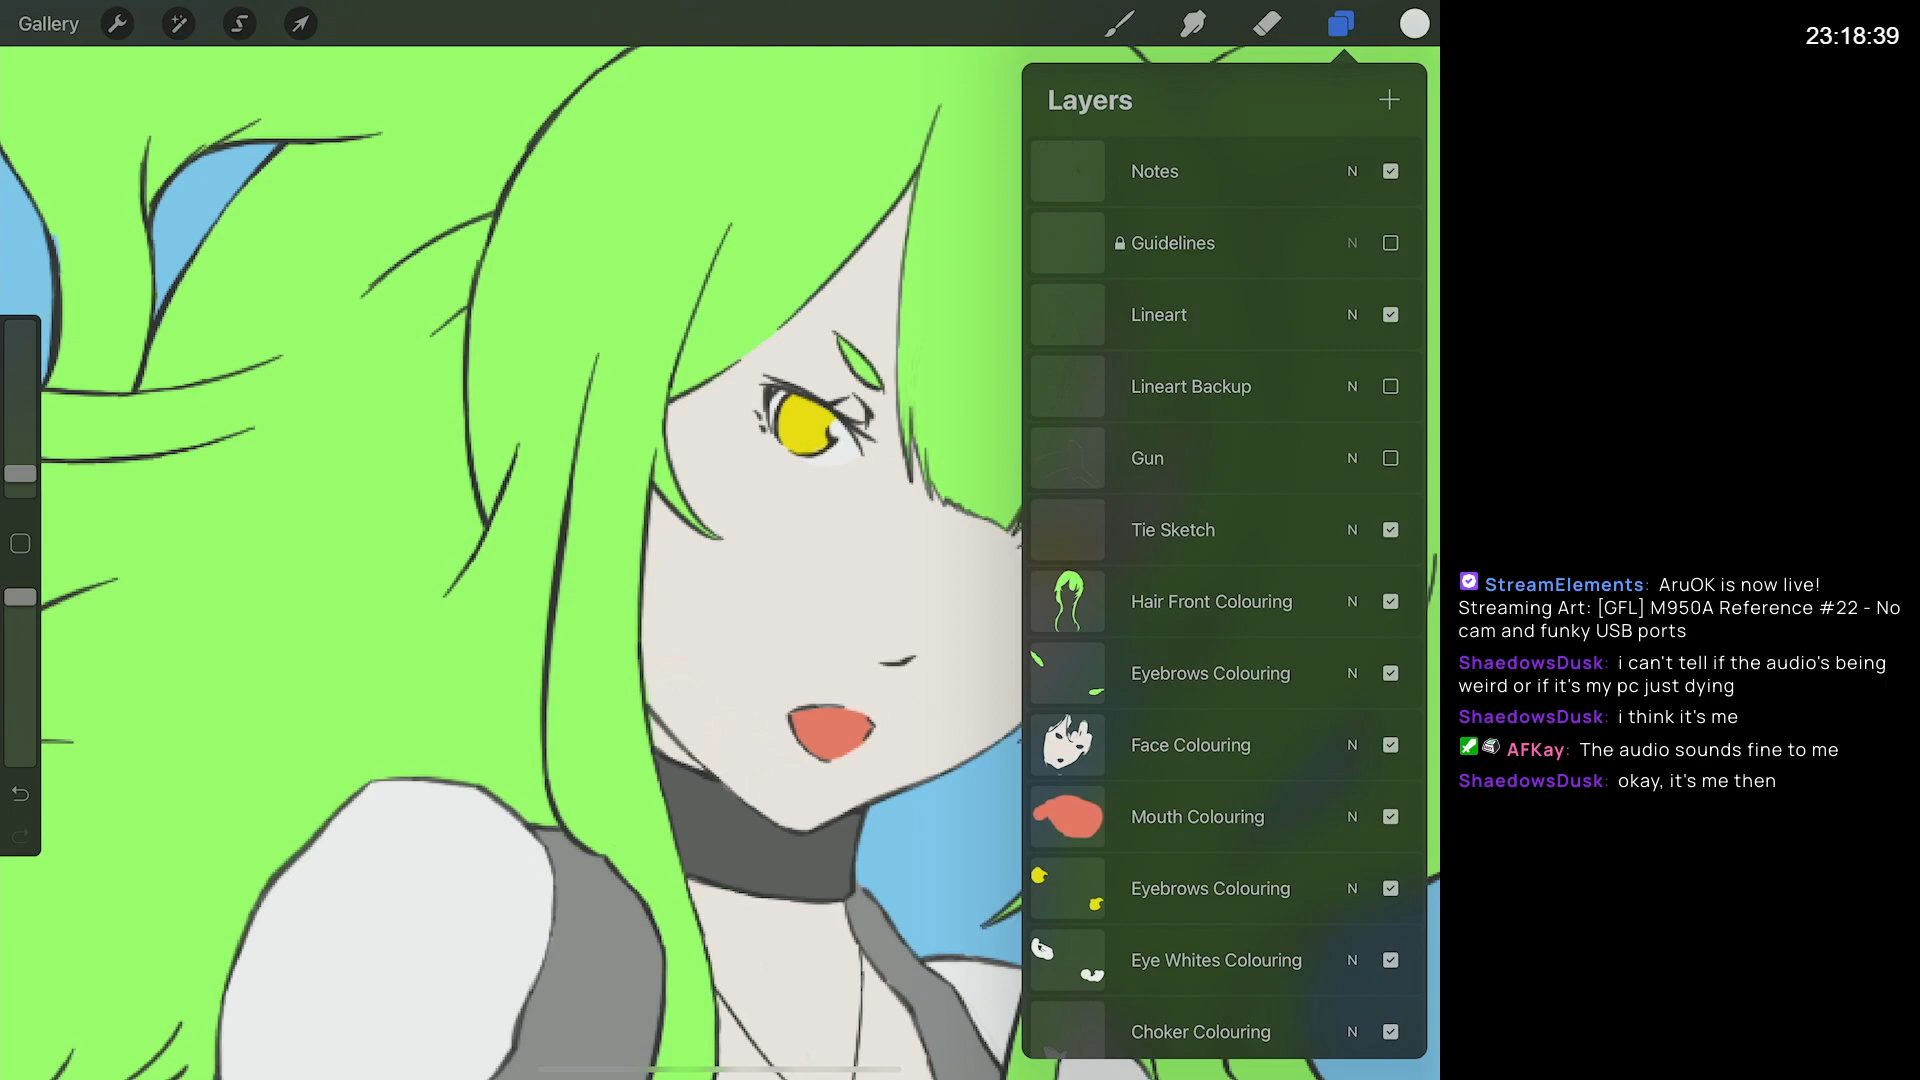 Gallery
23:18:39
Layers
Notes N
Guidelines N
Lineart N
Lineart Backup N
Gun N
Tie Sketch N
Hair Front Colouring N
Eyebrows Colouring N
Face Colouring N
Mouth Colouring N
Eyebrows Colouring N
Eye Whites Colouring N
Choker Colouring N
StreamElements: AruOK is now live!
Streaming Art: [GFL] M950A Reference #22 - No
cam and funky USB ports
ShaedowsDusk: i can't tell if the audio's being
weird or if it's my pc just dying
ShaedowsDusk: i think it's me
AFKay: The audio sounds fine to me
ShaedowsDusk: okay, it's me then